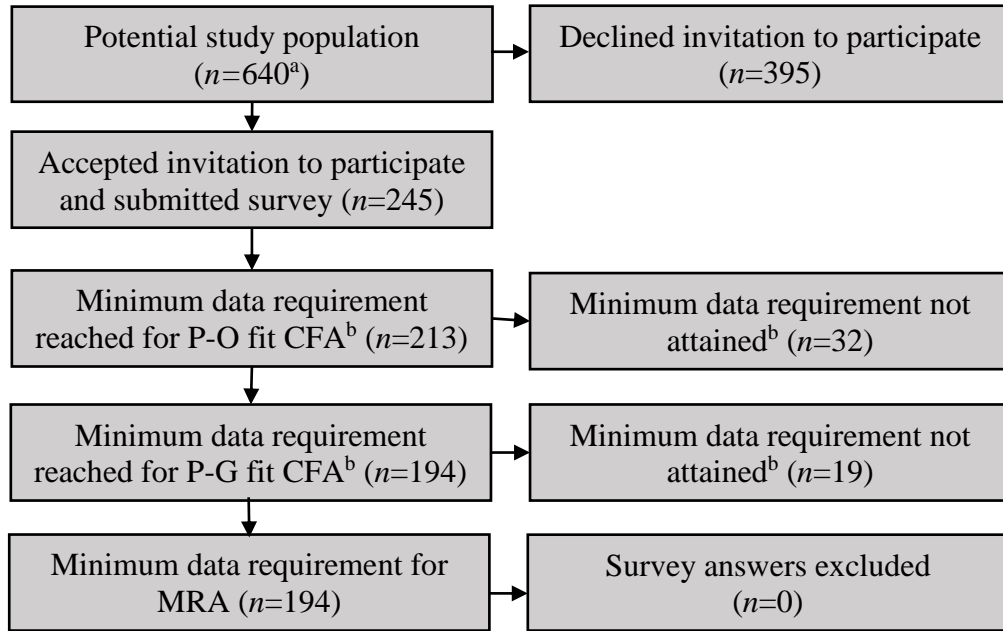 Potential study population
(n=640ᵃ)
Declined invitation to participate
(n=395)
Accepted invitation to participate
and submitted survey (n=245)
Minimum data requirement
reached for P-O fit CFAᵇ (n=213)
Minimum data requirement not
attainedᵇ (n=32)
Minimum data requirement
reached for P-G fit CFAᵇ (n=194)
Minimum data requirement not
attainedᵇ (n=19)
Minimum data requirement for
MRA (n=194)
Survey answers excluded
(n=0)